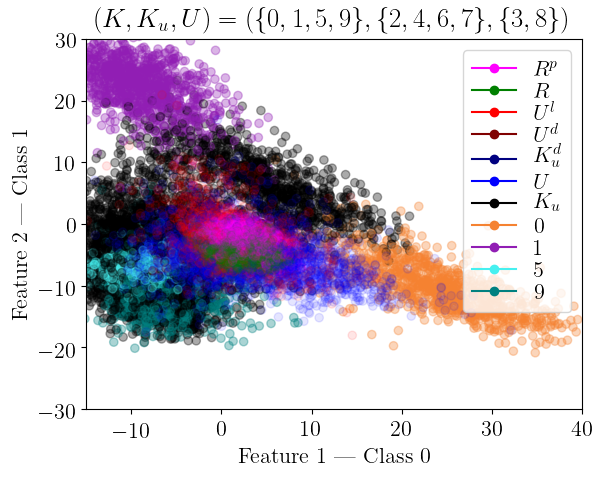 (K, K_u, U) = ({0, 1, 5, 9}, {2, 4, 6, 7}, {3, 8})
30
20
10
0
−10
−20
−30
−10
0
10
20
30
40
Feature 2 — Class 1
Feature 1 — Class 0
R^p
R
U^l
U^d
K_u^d
U
K_u
0
1
5
9